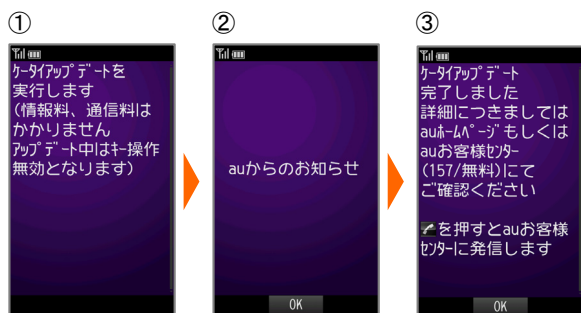 ①
ｹｰﾀｲｱｯﾌﾟﾃﾞｰﾄを
実行します
(情報料、通信料は
かかりません
ｱｯﾌﾟﾃﾞｰﾄ中はｷｰ操作
無効となります)
②
auからのお知らせ
OK
③
ｹｰﾀｲｱｯﾌﾟﾃﾞｰﾄ
完了しました
詳細につきましては
auﾎｰﾑﾍﾟｰｼﾞもしくは
auお客様ｾﾝﾀｰ
(157/無料)にて
ご確認ください
を押すとauお客様
ｾﾝﾀｰに発信します
OK